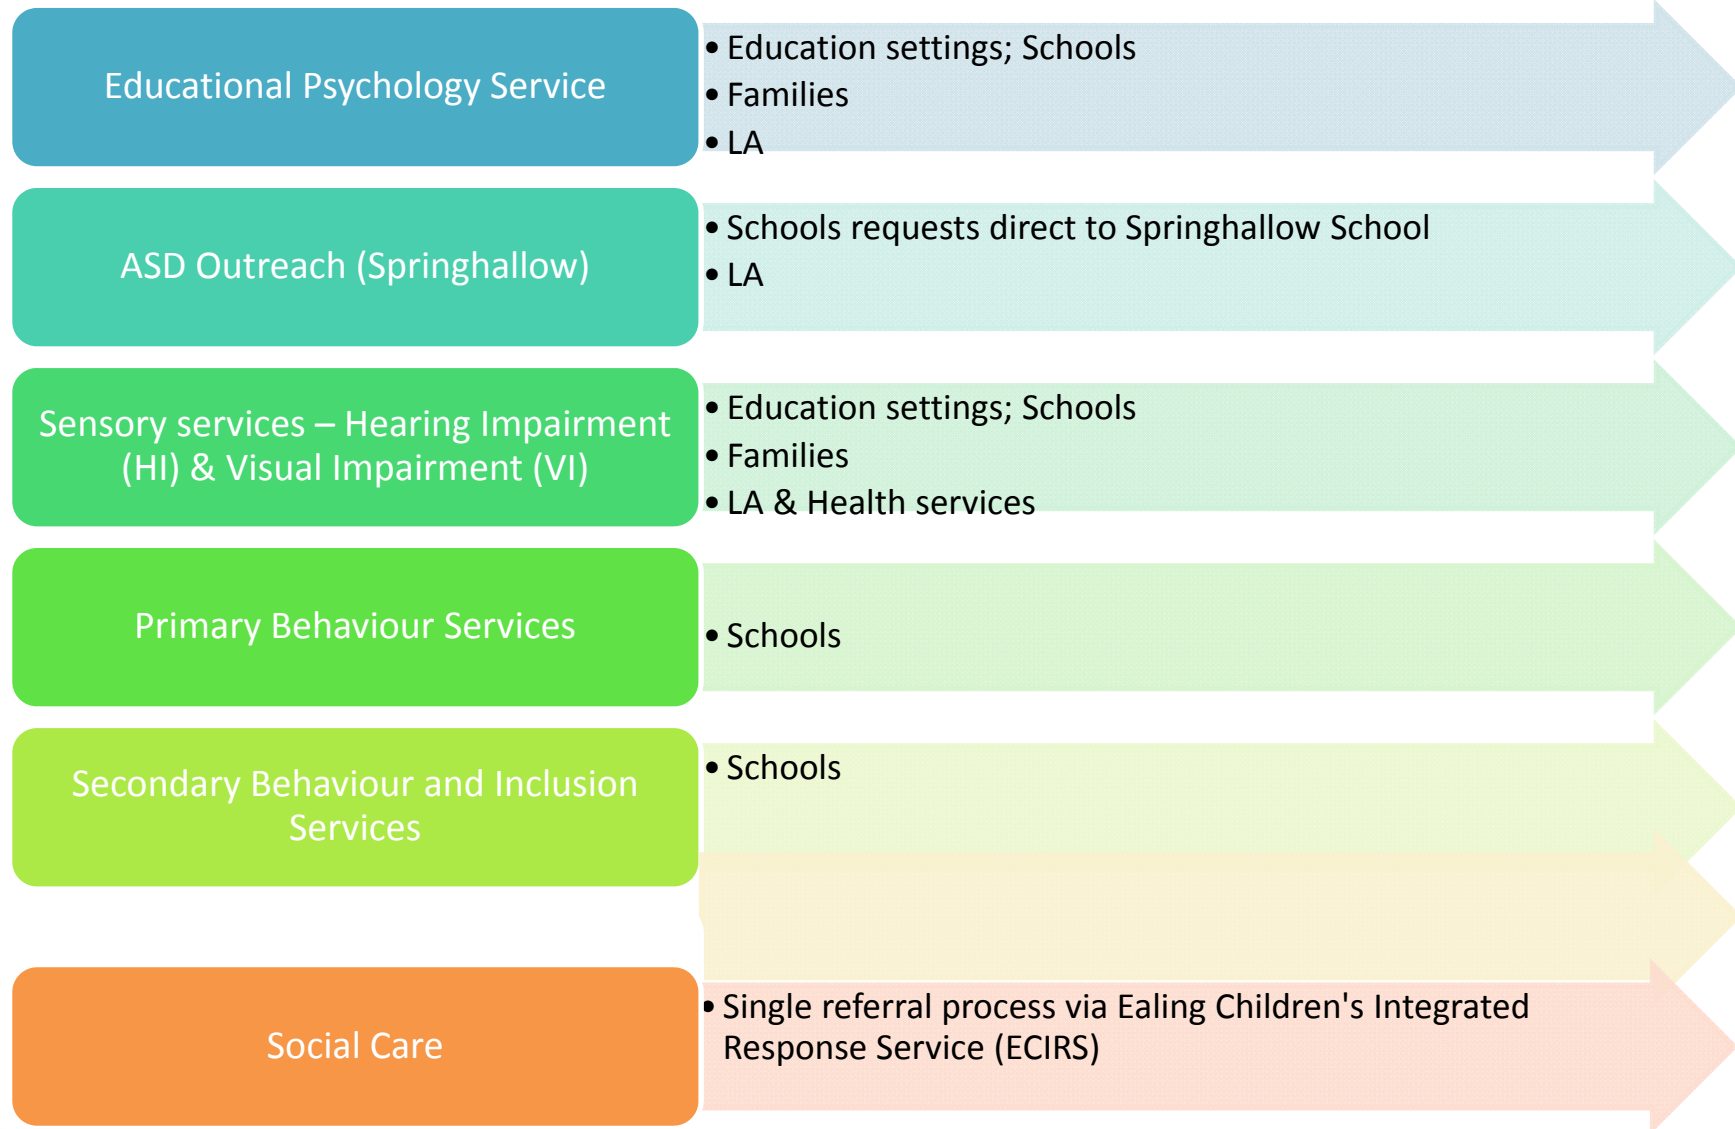 Educational Psychology Service
• Education settings; Schools
• Families
• LA
ASD Outreach (Springhallow)
• Schools requests direct to Springhallow School
• LA
Sensory services – Hearing Impairment
(HI) & Visual Impairment (VI)
• Education settings; Schools
• Families
• LA & Health services
Primary Behaviour Services
• Schools
Secondary Behaviour and Inclusion
Services
• Schools
Social Care
• Single referral process via Ealing Children's Integrated
Response Service (ECIRS)